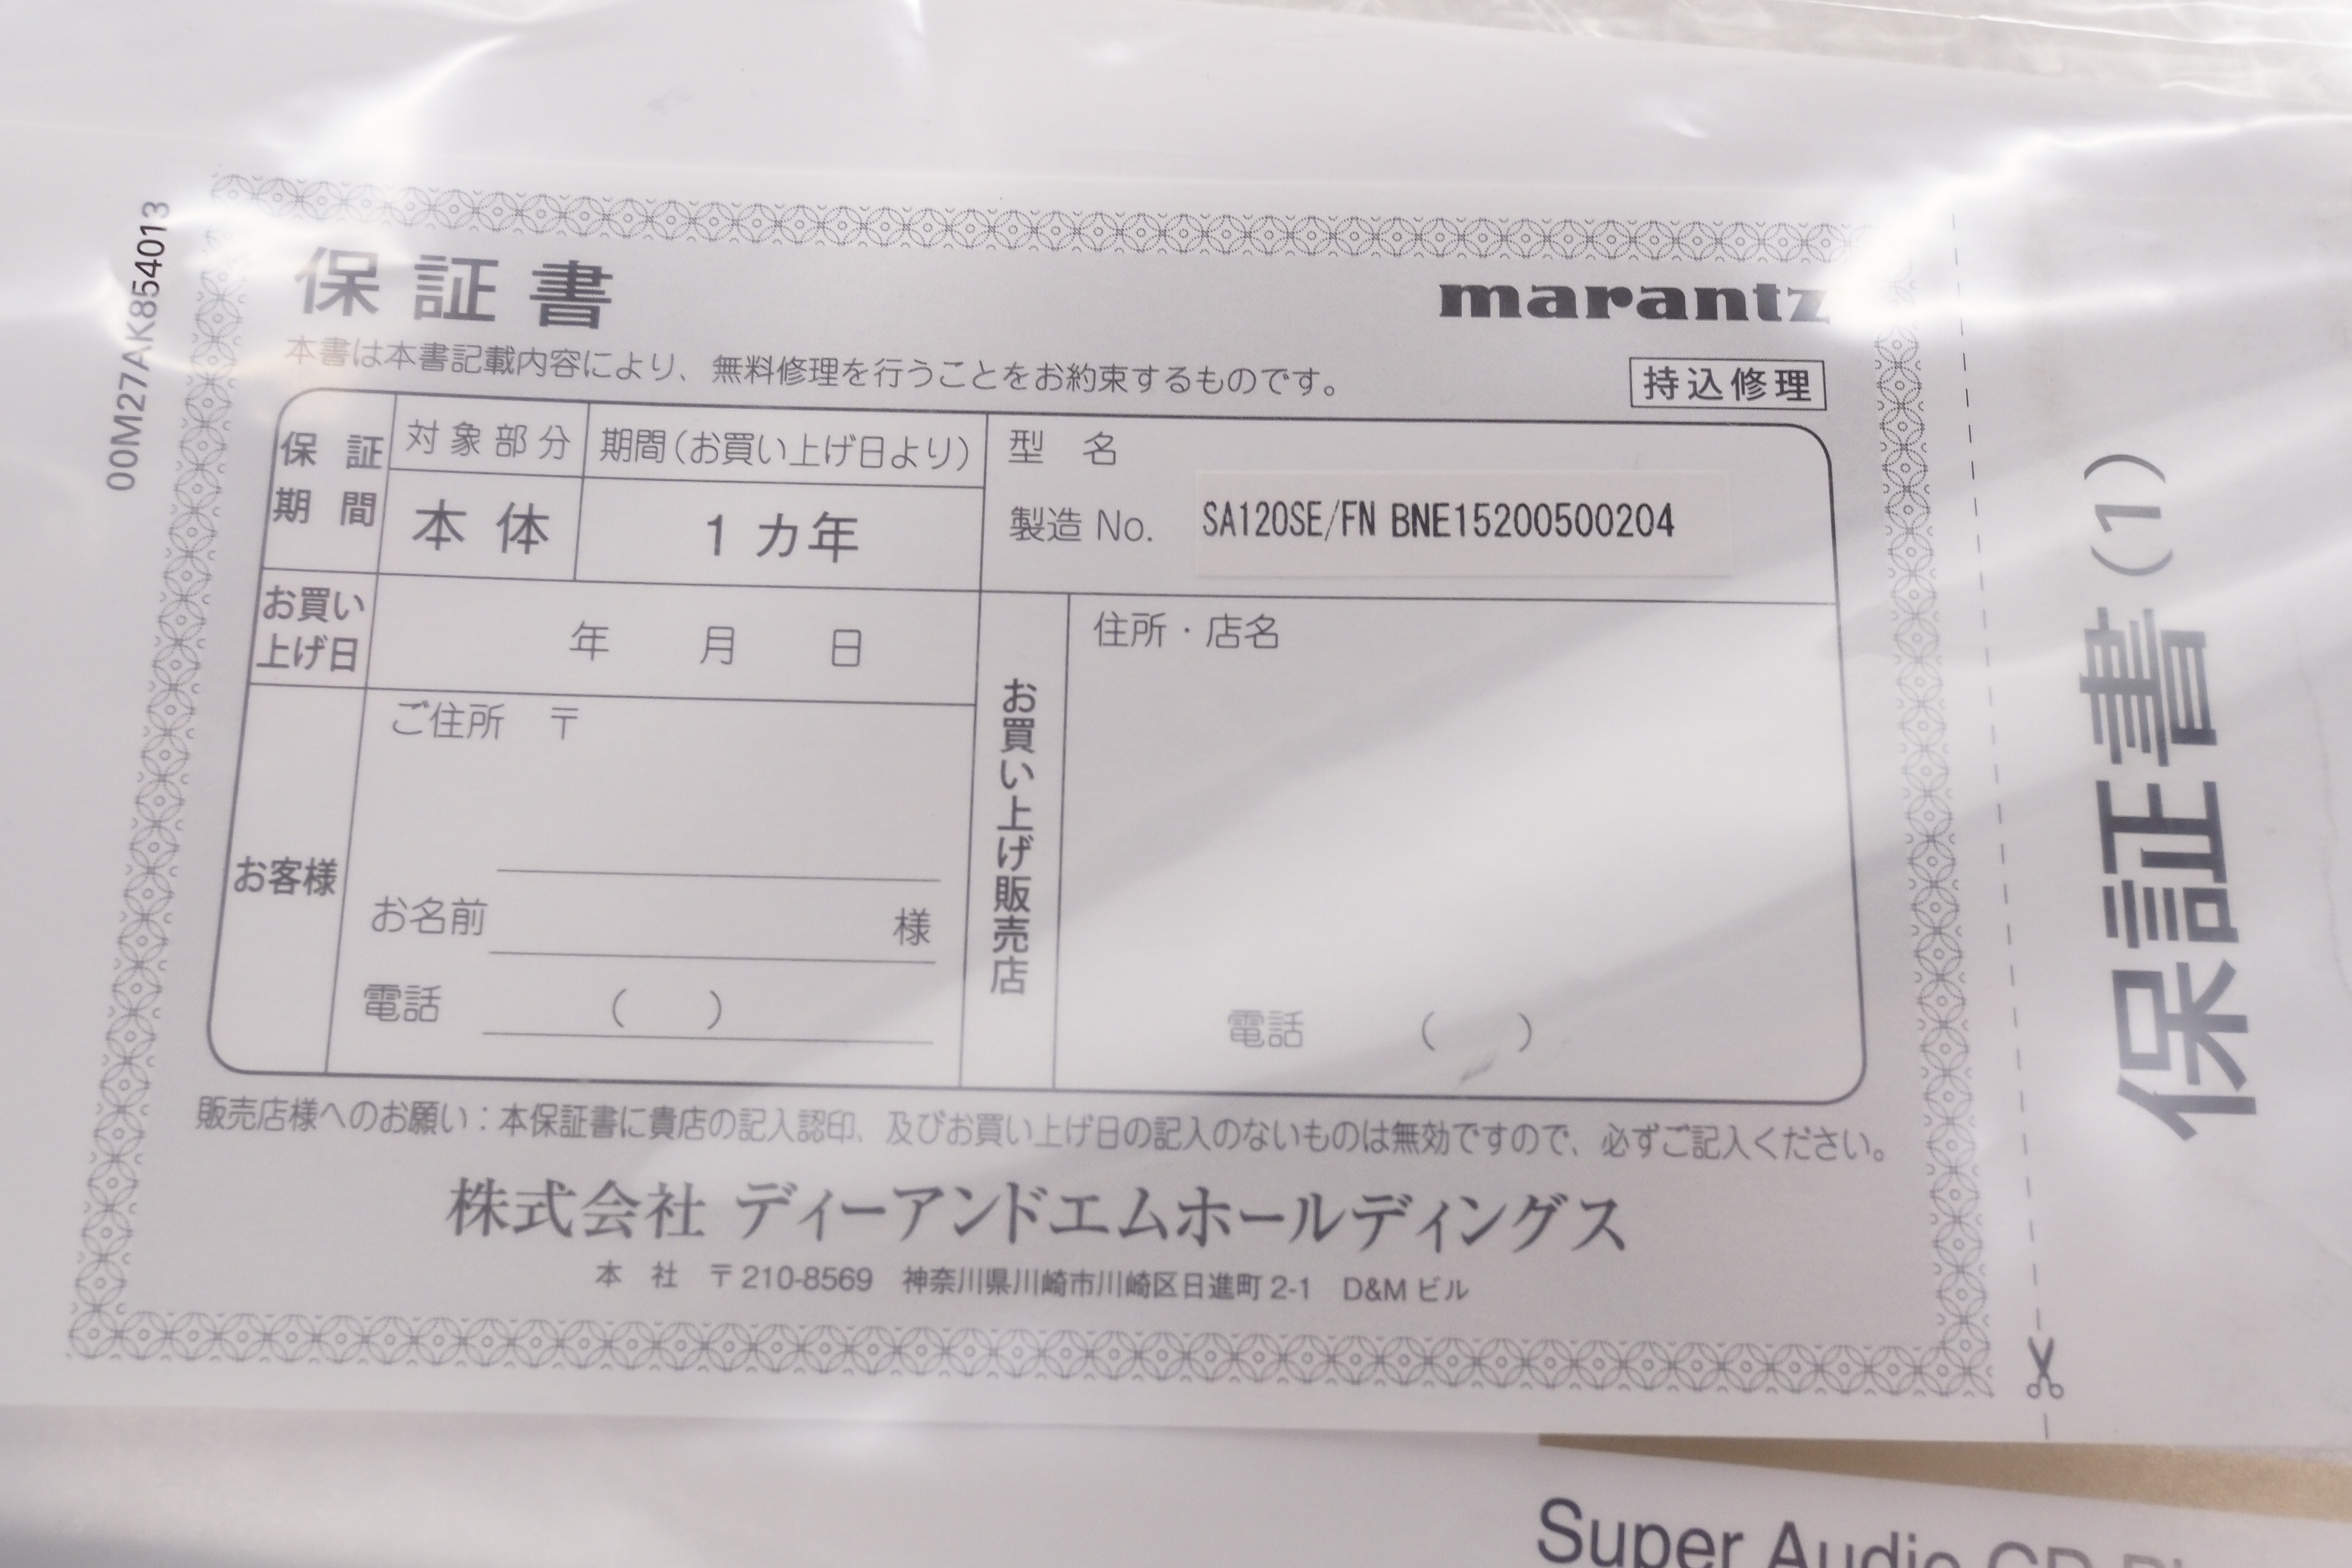 00M27AK854013
保証書
marantz
本書は本書記載内容により、無料修理を行うことをお約束するものです。
持込修理
保証期間
対象部分
期間（お買い上げ日より）
本体
1 カ年
型名
製造 No.
SA120SE/FN BNE15200500204
お買い上げ日
年 月 日
お客様
ご住所 〒
お名前 様
電話 （ ）
お買い上げ販売店
住所・店名
電話 （ ）
販売店様へのお願い：本保証書に貴店の記入認印、及びお買い上げ日の記入のないものは無効ですので、必ずご記入ください。
株式会社 ディーアンドエムホールディングス
本 社 〒210-8569 神奈川県川崎市川崎区日進町 2-1 D&M ビル
保証書（1）
Super Audio CD